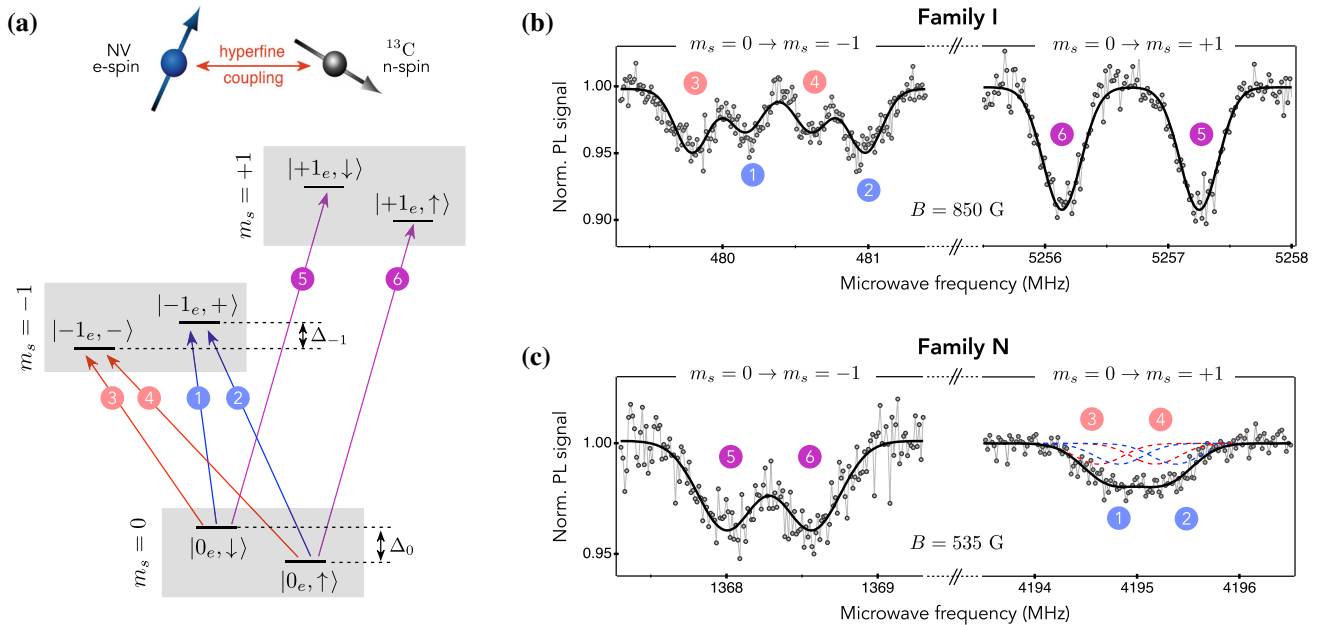 (a)
NV
e-spin
hyperfine
coupling
¹³C
n-spin
m_s = +1
|+1_e, ↓⟩
|+1_e, ↑⟩
5
6
m_s = −1
|−1_e, −⟩
|−1_e, +⟩
Δ₋₁
3
4
1
2
m_s = 0
|0_e, ↓⟩
|0_e, ↑⟩
Δ₀
(b)
Family I
m_s = 0 → m_s = −1
m_s = 0 → m_s = +1
Norm. PL signal
1.00
0.95
0.90
3
4
1
2
6
5
B = 850 G
480
481
5256
5257
5258
Microwave frequency (MHz)
(c)
Family N
m_s = 0 → m_s = −1
m_s = 0 → m_s = +1
Norm. PL signal
1.00
0.95
5
6
3
4
1
2
B = 535 G
1368
1369
4194
4195
4196
Microwave frequency (MHz)